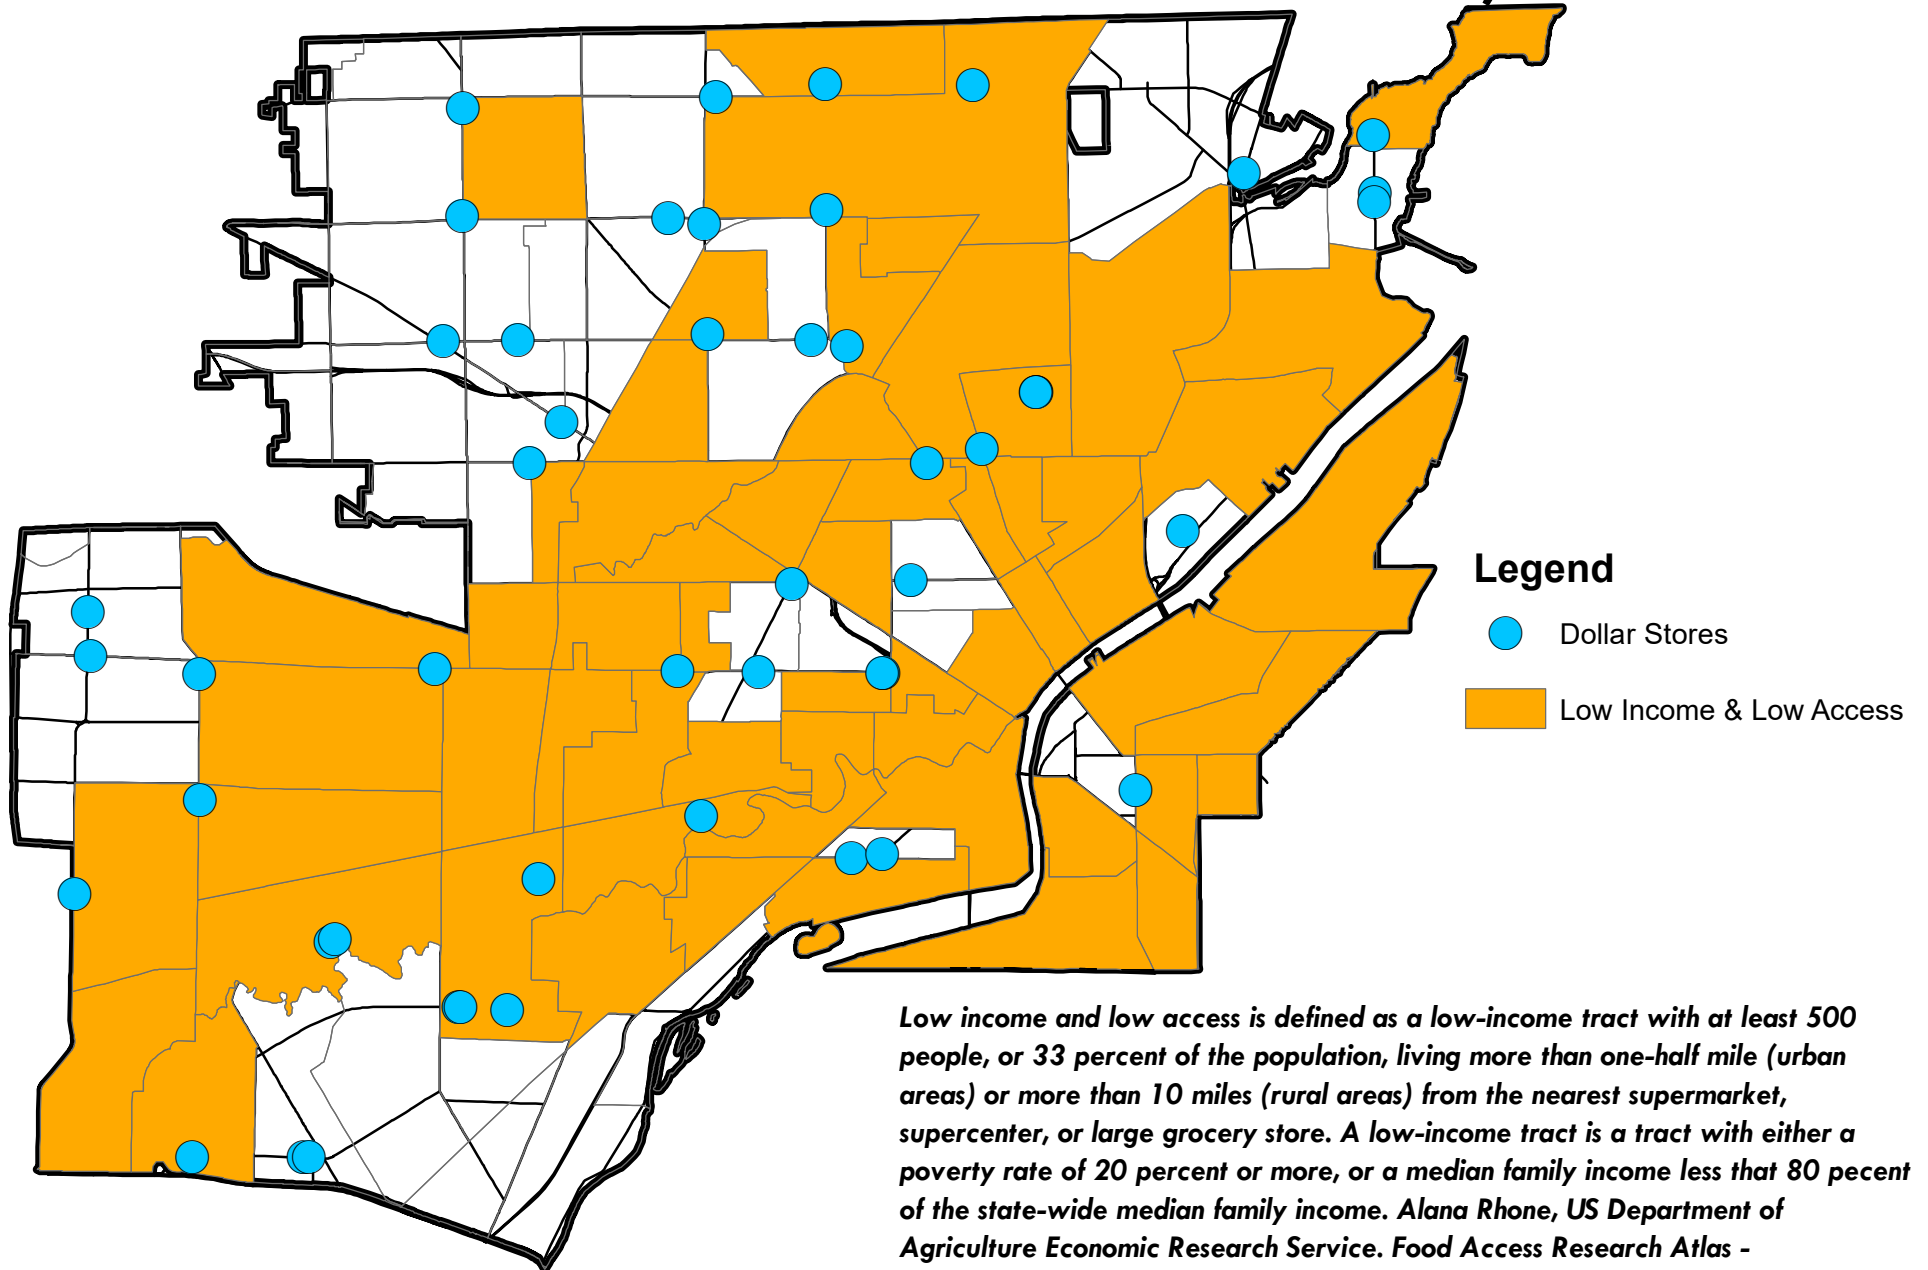 Legend
Dollar Stores
Low Income & Low Access
Low income and low access is defined as a low-income tract with at least 500
people, or 33 percent of the population, living more than one-half mile (urban
areas) or more than 10 miles (rural areas) from the nearest supermarket,
supercenter, or large grocery store. A low-income tract is a tract with either a
poverty rate of 20 percent or more, or a median family income less that 80 pecent
of the state-wide median family income. Alana Rhone, US Department of
Agriculture Economic Research Service. Food Access Research Atlas -